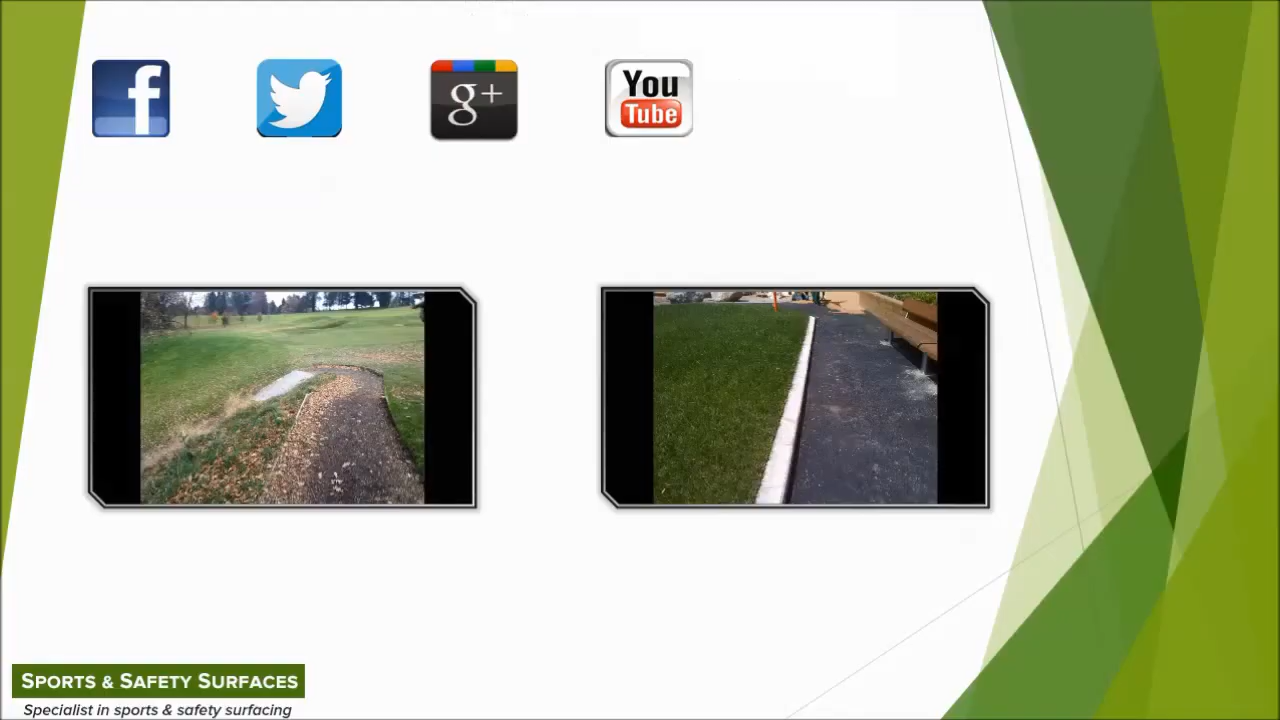 f
g+
You
Tube
SPORTS & SAFETY SURFACES
Specialist in sports & safety surfacing